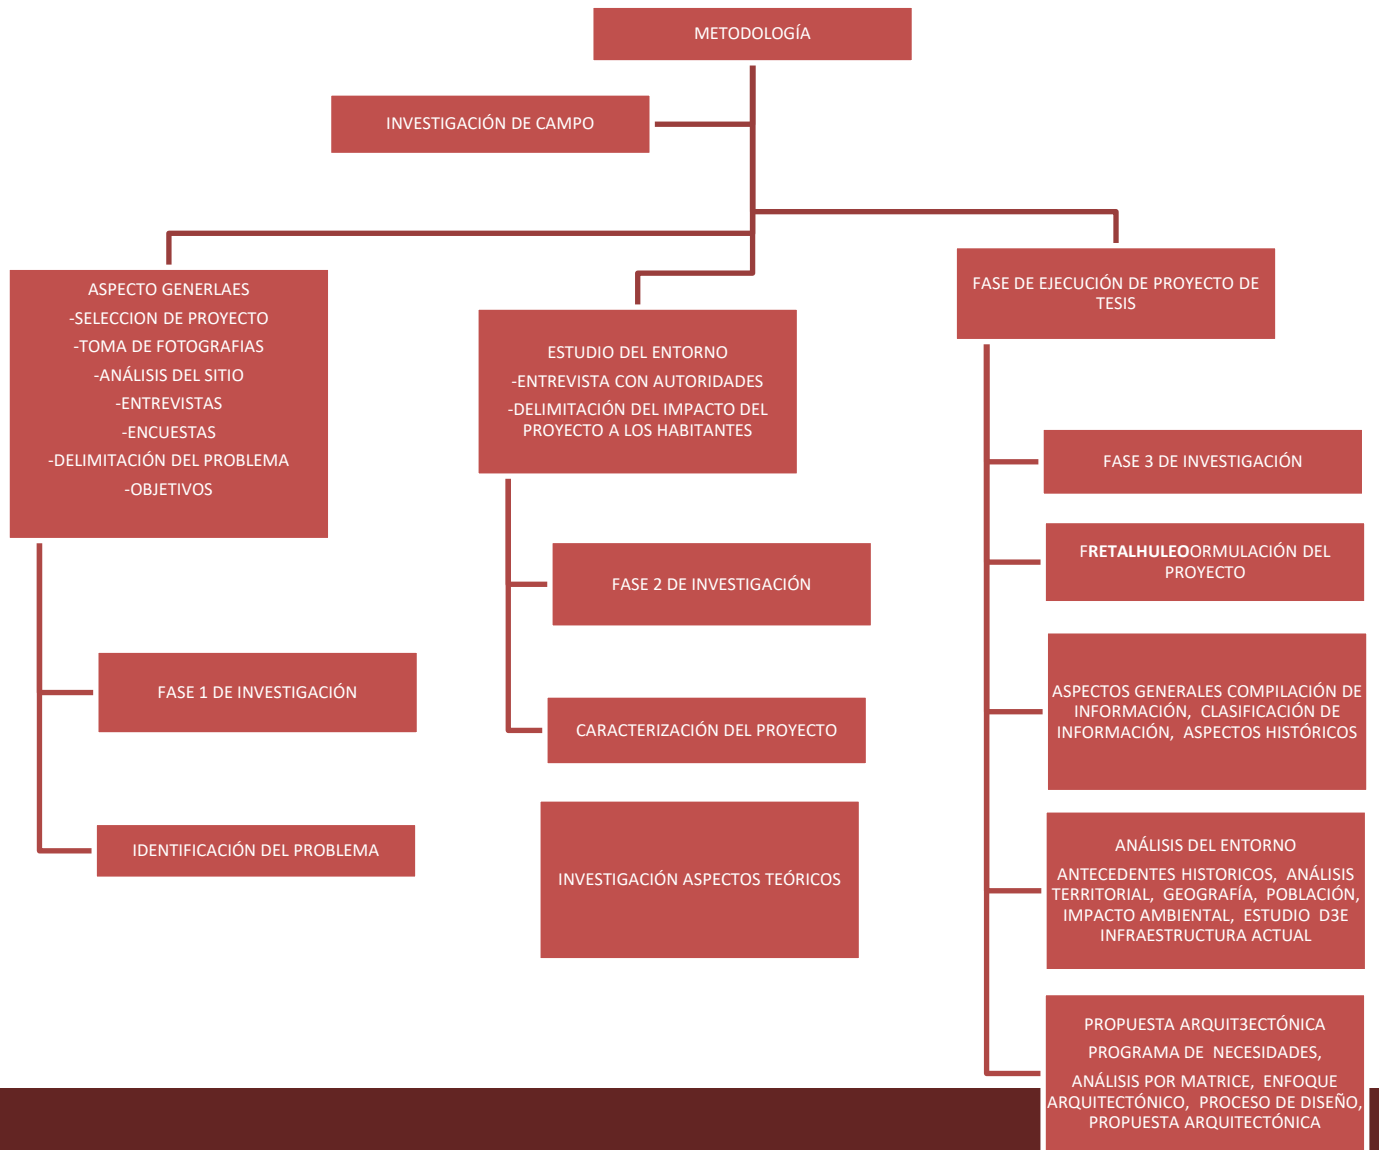 METODOLOGÍA
INVESTIGACIÓN DE CAMPO
ASPECTO GENERLAES
-SELECCION DE PROYECTO
-TOMA DE FOTOGRAFIAS
-ANÁLISIS DEL SITIO
-ENTREVISTAS
-ENCUESTAS
-DELIMITACIÓN DEL PROBLEMA
-OBJETIVOS
FASE 1 DE INVESTIGACIÓN
IDENTIFICACIÓN DEL PROBLEMA
ESTUDIO DEL ENTORNO
-ENTREVISTA CON AUTORIDADES
-DELIMITACIÓN DEL IMPACTO DEL
PROYECTO A LOS HABITANTES
FASE 2 DE INVESTIGACIÓN
CARACTERIZACIÓN DEL PROYECTO
INVESTIGACIÓN ASPECTOS TEÓRICOS
FASE DE EJECUCIÓN DE PROYECTO DE
TESIS
FASE 3 DE INVESTIGACIÓN
FRETALHULEOORMULACIÓN DEL
PROYECTO
ASPECTOS GENERALES COMPILACIÓN DE
INFORMACIÓN, CLASIFICACIÓN DE
INFORMACIÓN, ASPECTOS HISTÓRICOS
ANÁLISIS DEL ENTORNO
ANTECEDENTES HISTORICOS, ANÁLISIS
TERRITORIAL, GEOGRAFÍA, POBLACIÓN,
IMPACTO AMBIENTAL, ESTUDIO D3E
INFRAESTRUCTURA ACTUAL
PROPUESTA ARQUIT3ECTÓNICA
PROGRAMA DE NECESIDADES,
ANÁLISIS POR MATRICE, ENFOQUE
ARQUITECTÓNICO, PROCESO DE DISEÑO,
PROPUESTA ARQUITECTÓNICA